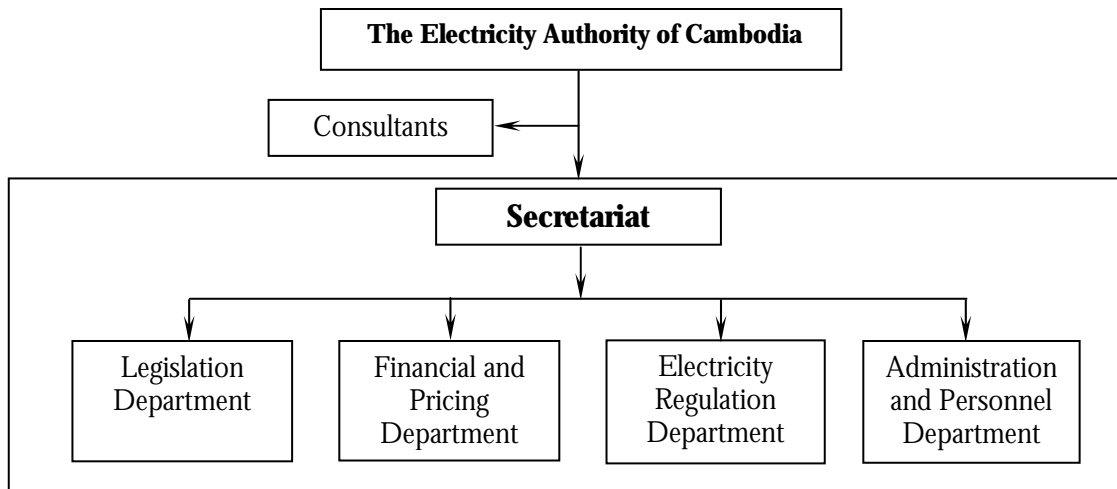 The Electricity Authority of Cambodia
Consultants
Secretariat
Legislation
Department
Financial and
Pricing
Department
Electricity
Regulation
Department
Administration
and Personnel
Department